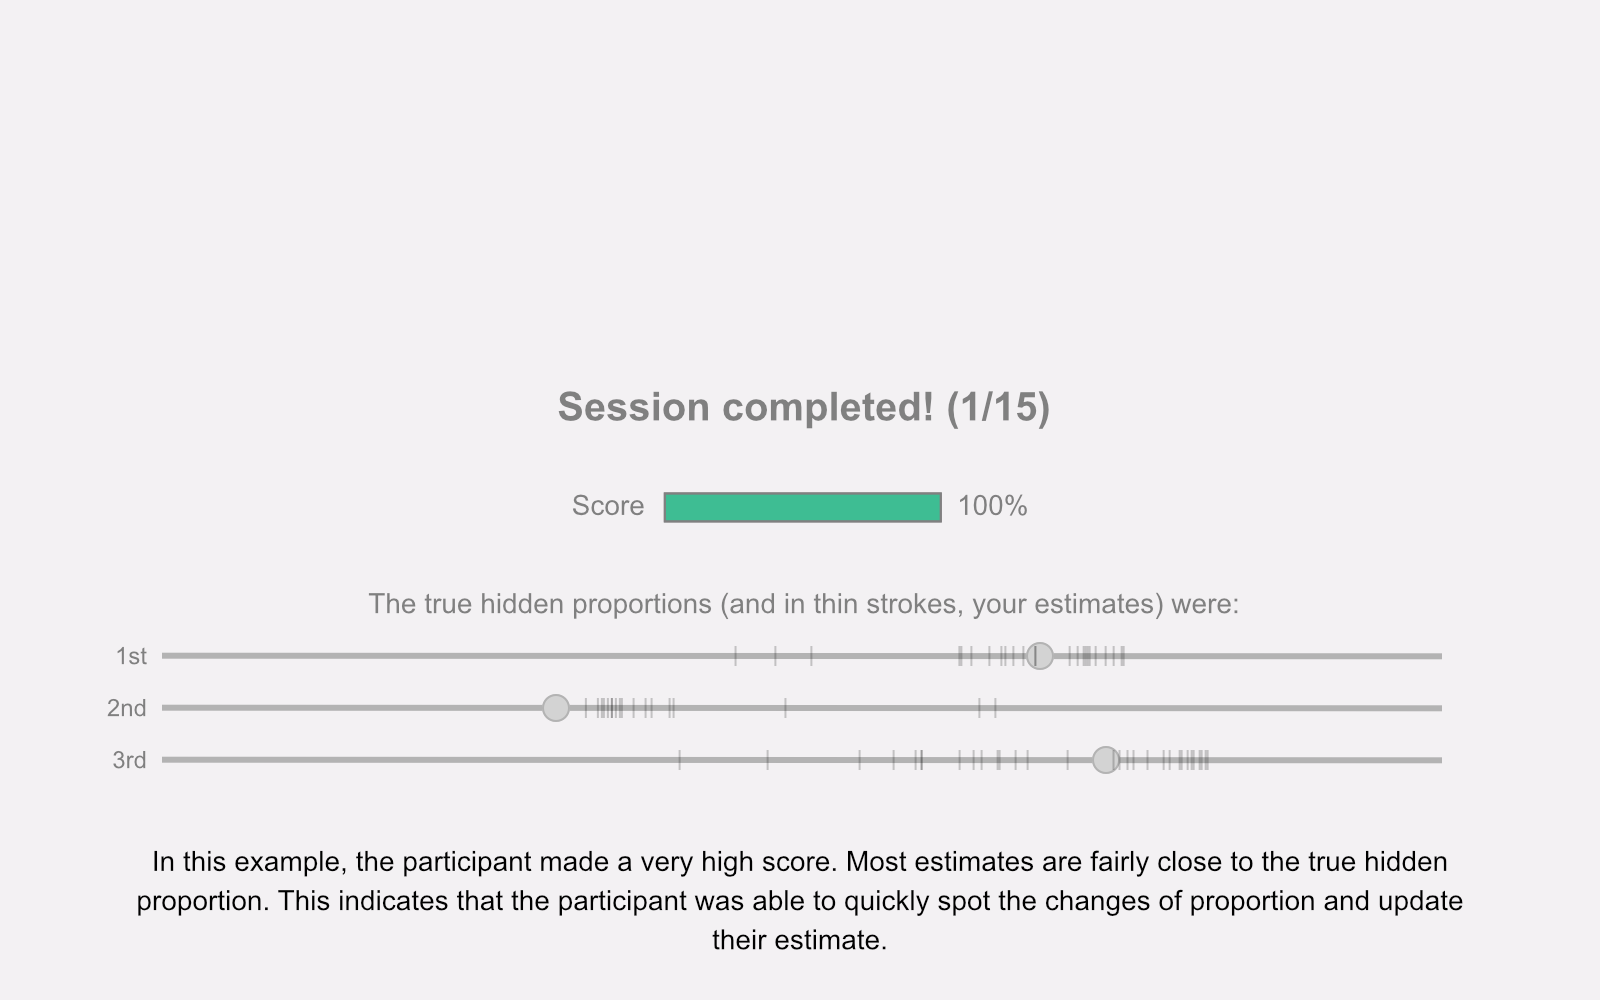 Session completed! (1/15)
Score 100%
The true hidden proportions (and in thin strokes, your estimates) were:
1st
2nd
3rd
In this example, the participant made a very high score. Most estimates are fairly close to the true hidden
proportion. This indicates that the participant was able to quickly spot the changes of proportion and update
their estimate.